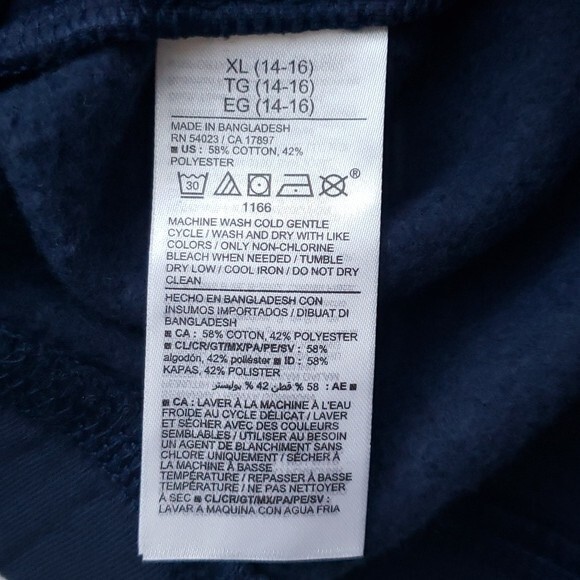 XL (14-16)
TG (14-16)
EG (14-16)
MADE IN BANGLADESH
RN 54023 / CA 17897
■ US : 58% COTTON, 42%
POLYESTER
30
®
1166
MACHINE WASH COLD GENTLE
CYCLE / WASH AND DRY WITH LIKE
COLORS / ONLY NON-CHLORINE
BLEACH WHEN NEEDED / TUMBLE
DRY LOW / COOL IRON / DO NOT DRY
CLEAN
HECHO EN BANGLADESH CON
INSUMOS IMPORTADOS / DIBUAT DI
BANGLADESH
■ CA : 58% COTON, 42% POLYESTER
■ CL/CR/GT/MX/PA/PE/SV : 58%
algodón, 42% poliéster ■ ID : 58%
KAPAS, 42% POLISTER
■ AE : 58 % قطن 42 % بوليستر
■ CA : LAVER À LA MACHINE À L'EAU
FROIDE AU CYCLE DÉLICAT / LAVER
ET SÉCHER AVEC DES COULEURS
SEMBLABLES / UTILISER AU BESOIN
UN AGENT DE BLANCHIMENT SANS
CHLORE UNIQUEMENT / SÉCHER À
LA MACHINE À BASSE
TEMPÉRATURE / REPASSER À BASSE
TEMPÉRATURE / NE PAS NETTOYER
À SEC ■ CL/CR/GT/MX/PA/PE/SV :
LAVAR A MAQUINA CON AGUA FRIA